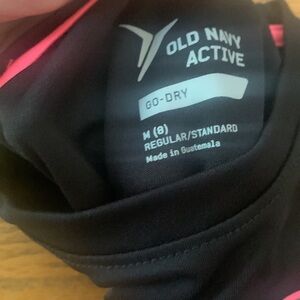 OLD NAVY
ACTIVE
GO-DRY
M (8)
REGULAR/STANDARD
Made in Guatemala